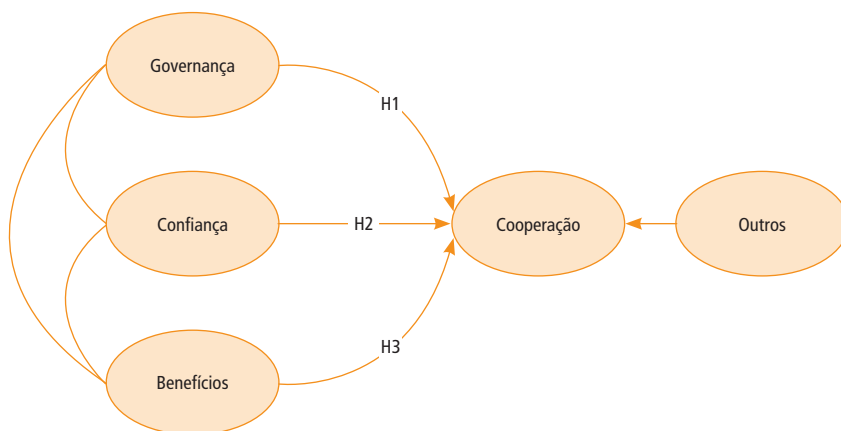 Governança
H1
Confiança
H2
Cooperação
Outros
H3
Benefícios